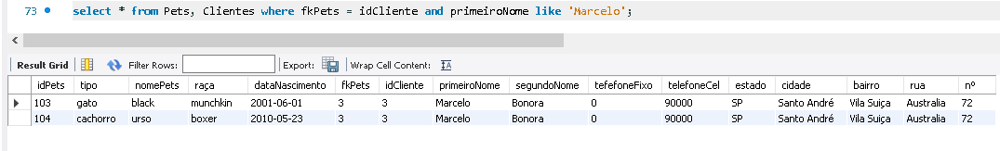 73 select * from Pets, Clientes where fkPets = idCliente and primeiroNome like 'Marcelo';
Result Grid Filter Rows: Export: Wrap Cell Content: IA
idPets tipo nomePets raça dataNascimento fkPets idCliente primeiroNome segundoNome tefefoneFixo telefoneCel estado cidade bairro rua nº
103 gato black munchkin 2001-06-01 3 3 Marcelo Bonora 0 90000 SP Santo André Vila Suiça Australia 72
104 cachorro urso boxer 2010-05-23 3 3 Marcelo Bonora 0 90000 SP Santo André Vila Suiça Australia 72